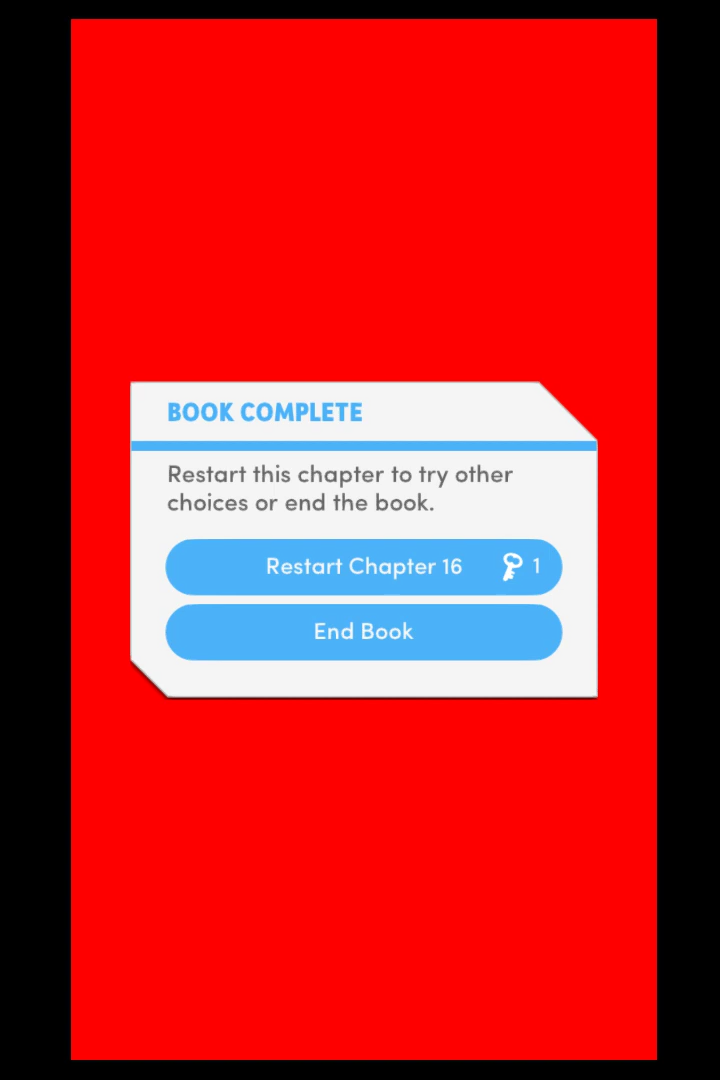 BOOK COMPLETE
Restart this chapter to try other
choices or end the book.
Restart Chapter 16 1
End Book